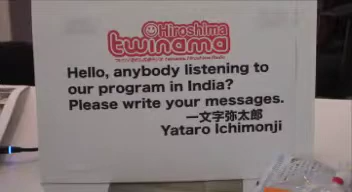 Hiroshima
twinama
Hello, anybody listening to
our program in India?
Please write your messages.
一文字弥太郎
Yataro Ichimonji